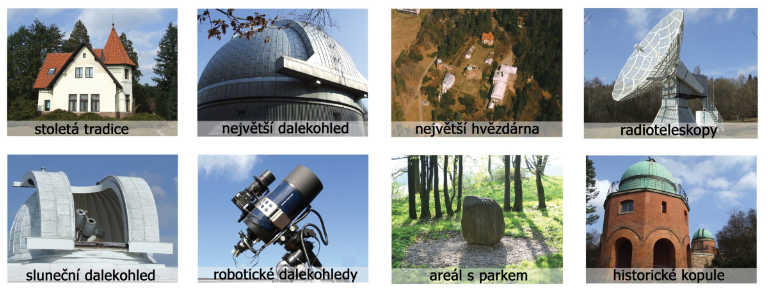 stoletá tradice
největší dalekohled
největší hvězdárna
radioteleskopy
sluneční dalekohled
robotické dalekohledy
areál s parkem
historické kopule